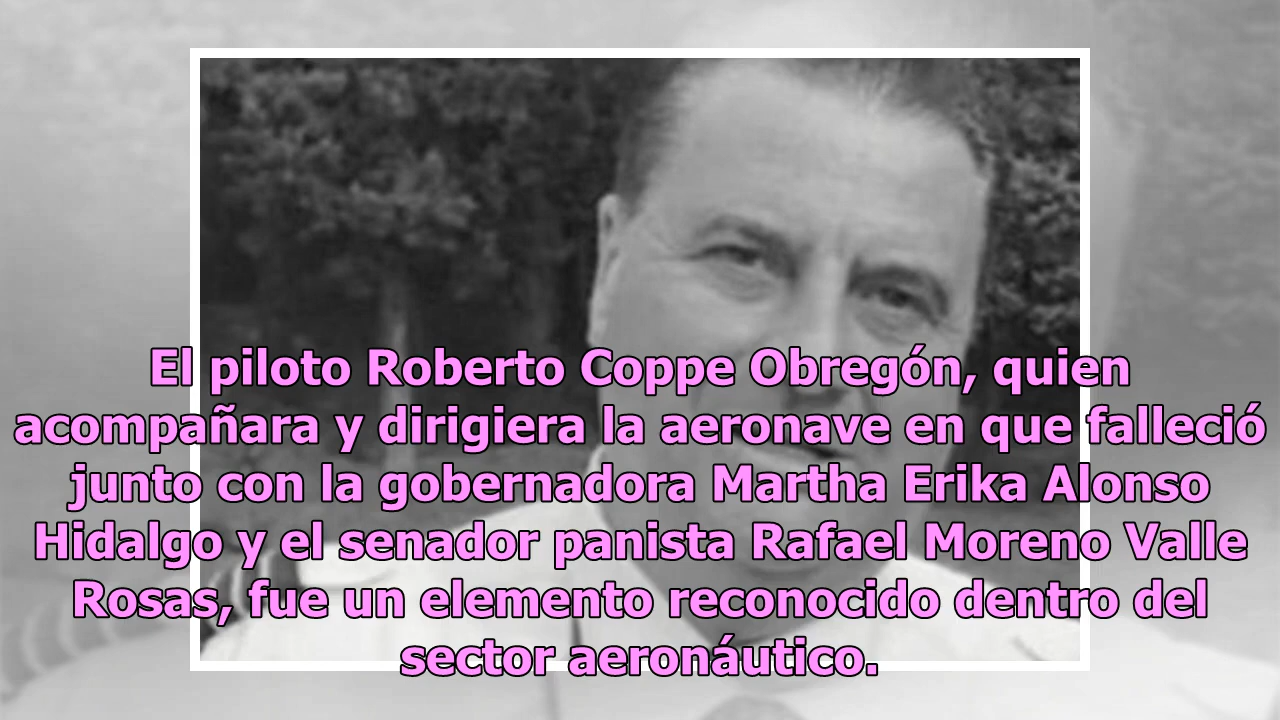 El piloto Roberto Coppe Obregón, quien
acompañara y dirigiera la aeronave en que falleció
junto con la gobernadora Martha Erika Alonso
Hidalgo y el senador panista Rafael Moreno Valle
Rosas, fue un elemento reconocido dentro del
sector aeronáutico.